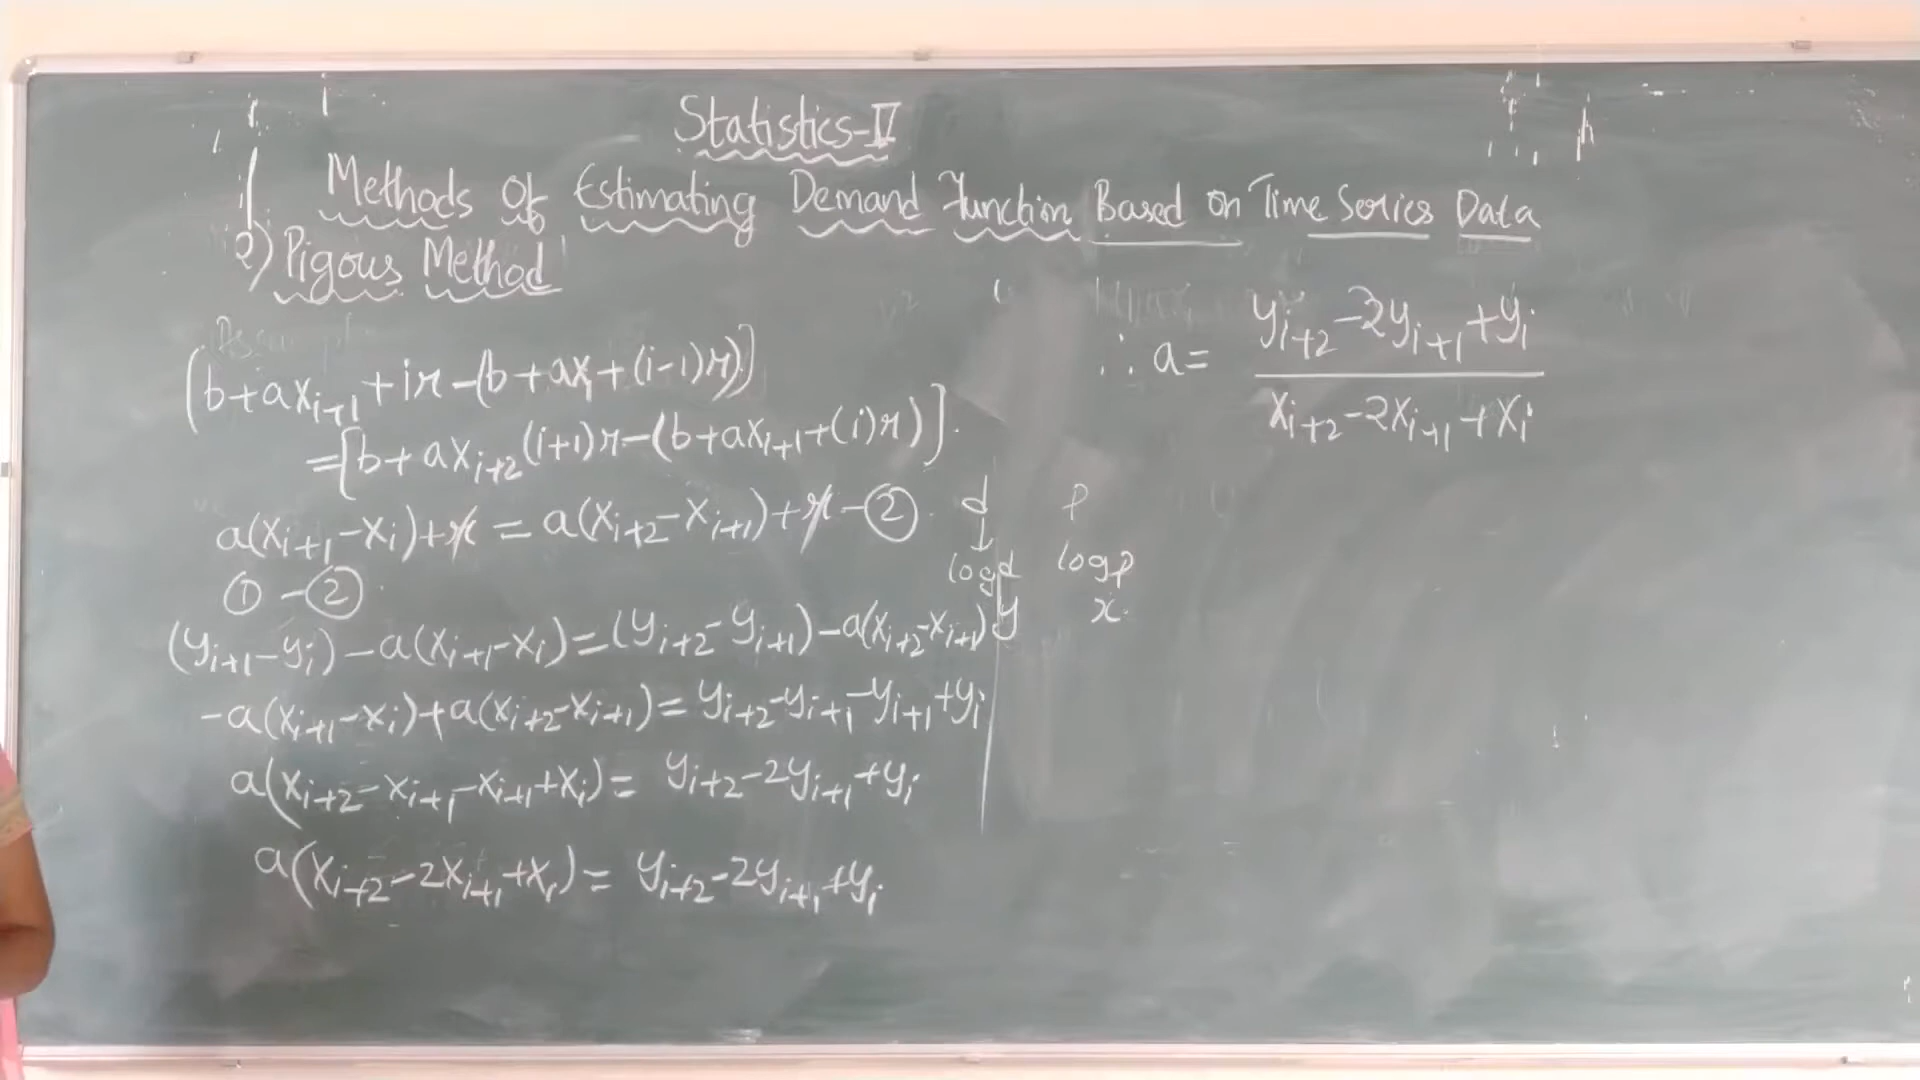 Statistics-IV
Methods Of Estimating Demand Function Based on Time Series Data
2) Pigous Method
(b+ax_{i+1}+ir-(b+ax_i+(i-1)r))
=[b+ax_{i+2}(i+1)r-(b+ax_{i+1}+(i)r)].
a(x_{i+1}-x_i)+r = a(x_{i+2}-x_{i+1})+r-②
①-②
(y_{i+1}-y_i)-a(x_{i+1}-x_i)=(y_{i+2}-y_{i+1})-a(x_{i+2}-x_{i+1})
-a(x_{i+1}-x_i)+a(x_{i+2}-x_{i+1})=y_{i+2}-y_{i+1}-y_{i+1}+y_i
a(x_{i+2}-x_{i+1}-x_{i+1}+x_i)= y_{i+2}-2y_{i+1}+y_i
a(x_{i+2}-2x_{i+1}+x_i)= y_{i+2}-2y_{i+1}+y_i
d p
↓
logd logp
y x
∴ a= \frac{y_{i+2}-2y_{i+1}+y_i}{x_{i+2}-2x_{i+1}+x_i}